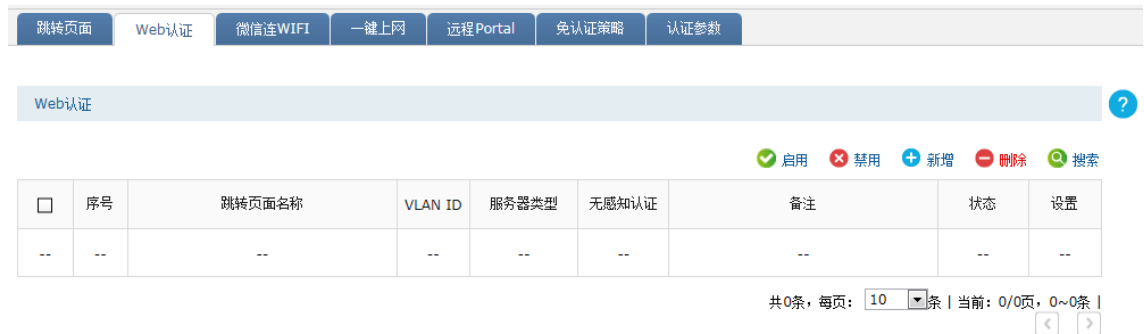 跳转页面 Web认证 微信连WIFI 一键上网 远程Portal 免认证策略 认证参数
Web认证 ?
启用 禁用 新增 删除 搜索
序号 跳转页面名称 VLAN ID 服务器类型 无感知认证 备注 状态 设置
-- -- -- -- -- -- -- -- --
共0条，每页： 10 条 | 当前：0/0页，0~0条 |
< >